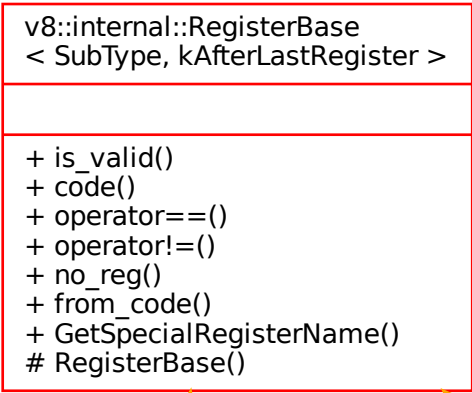 v8::internal::RegisterBase
< SubType, kAfterLastRegister >
+ is_valid()
+ code()
+ operator==()
+ operator!=()
+ no_reg()
+ from_code()
+ GetSpecialRegisterName()
# RegisterBase()